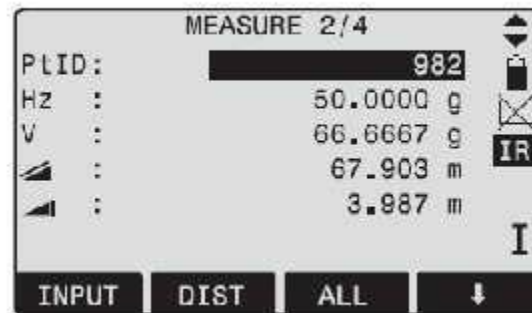 MEASURE 2/4
PtID: 982
Hz : 50.0000 g
V : 66.6667 g
: 67.903 m
: 3.987 m
IR
I
INPUT DIST ALL